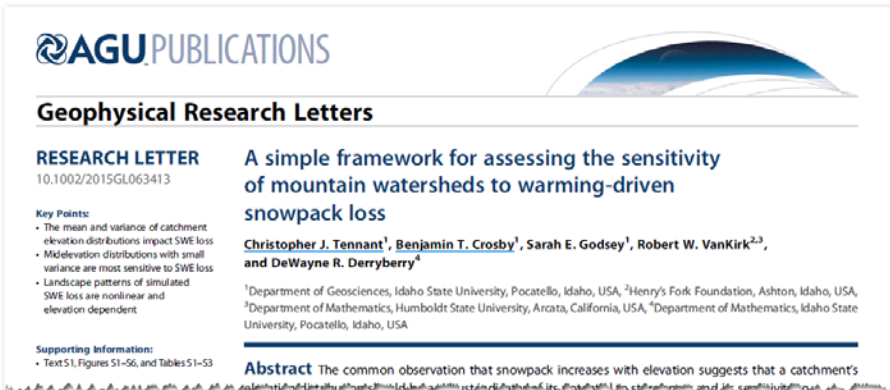 AGU PUBLICATIONS
Geophysical Research Letters
RESEARCH LETTER
10.1002/2015GL063413
Key Points:
• The mean and variance of catchment
elevation distributions impact SWE loss
• Midelevation distributions with small
variance are most sensitive to SWE loss
• Landscape patterns of simulated
SWE loss are nonlinear and
elevation dependent
Supporting Information:
• Text S1, Figures S1–S6, and Tables S1–S3
A simple framework for assessing the sensitivity
of mountain watersheds to warming-driven
snowpack loss
Christopher J. Tennant1, Benjamin T. Crosby1, Sarah E. Godsey1, Robert W. VanKirk2,3,
and DeWayne R. Derryberry4
1Department of Geosciences, Idaho State University, Pocatello, Idaho, USA, 2Henry's Fork Foundation, Ashton, Idaho, USA,
3Department of Mathematics, Humboldt State University, Arcata, California, USA, 4Department of Mathematics, Idaho State
University, Pocatello, Idaho, USA
Abstract The common observation that snowpack increases with elevation suggests that a catchment's